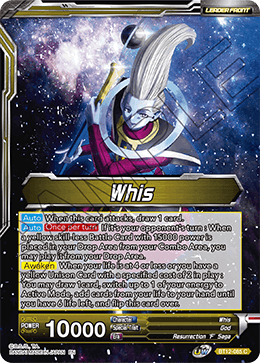 LEADER FRONT
Whis
Auto When this card attacks, draw 1 card.
Auto Once per turn If it's your opponent's turn : When
a yellow skill-less Battle Card with 15000 power is
placed in your Drop Area from your Combo Area, you
may play it from your Drop Area.
Awaken When your life is at 4 or less or you have a
yellow Unison Card with a specified cost of 2 in play :
You may draw 1 card, switch up to 1 of your energy to
Active Mode, add cards from your life to your hand until
you have 4 life left, and flip this card over.
POWER
10000
Character
Whis
Special Trait
God
Era
Resurrection 'F' Saga
BANDAI
BT12-085 C